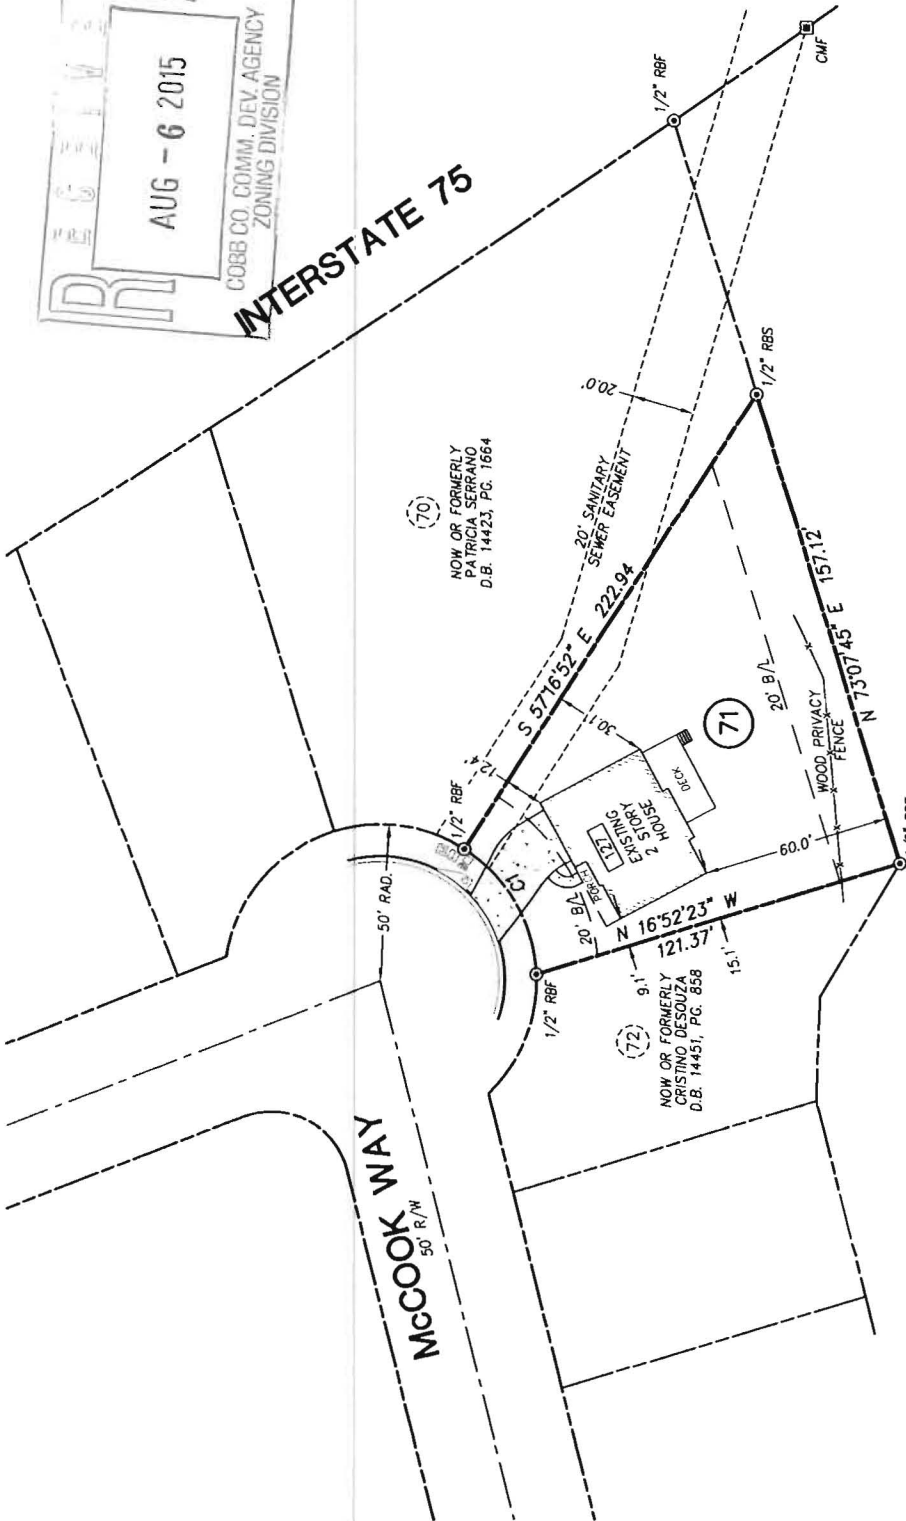 RECEIVE
AUG - 6 2015
COBB CO. COMM. DEV. AGENCY
ZONING DIVISION
INTERSTATE 75
CMF
1/2" RBF
1/2" RBS
20.0'
70
NOW OR FORMERLY
PATRICIA SERRANO
D.B. 14423, PG. 1664
20' SANITARY
SEWER EASEMENT
S 57°16'52" E 222.94
30.1'
12.4'
1/2" RBF
50' RAD.
C1
20' B/L
PORCH
127
EXISTING
2 STORY
HOUSE
DECK
71
20' B/L
WOOD PRIVACY
FENCE
N 73°07'45" E 157.12'
60.0'
N 16°52'23" W
121.37'
9.1'
15.1'
1/2" RBF
72
NOW OR FORMERLY
CRISTINO DESOUZA
D.B. 14451, PG. 858
McCOOK WAY
50' R/W